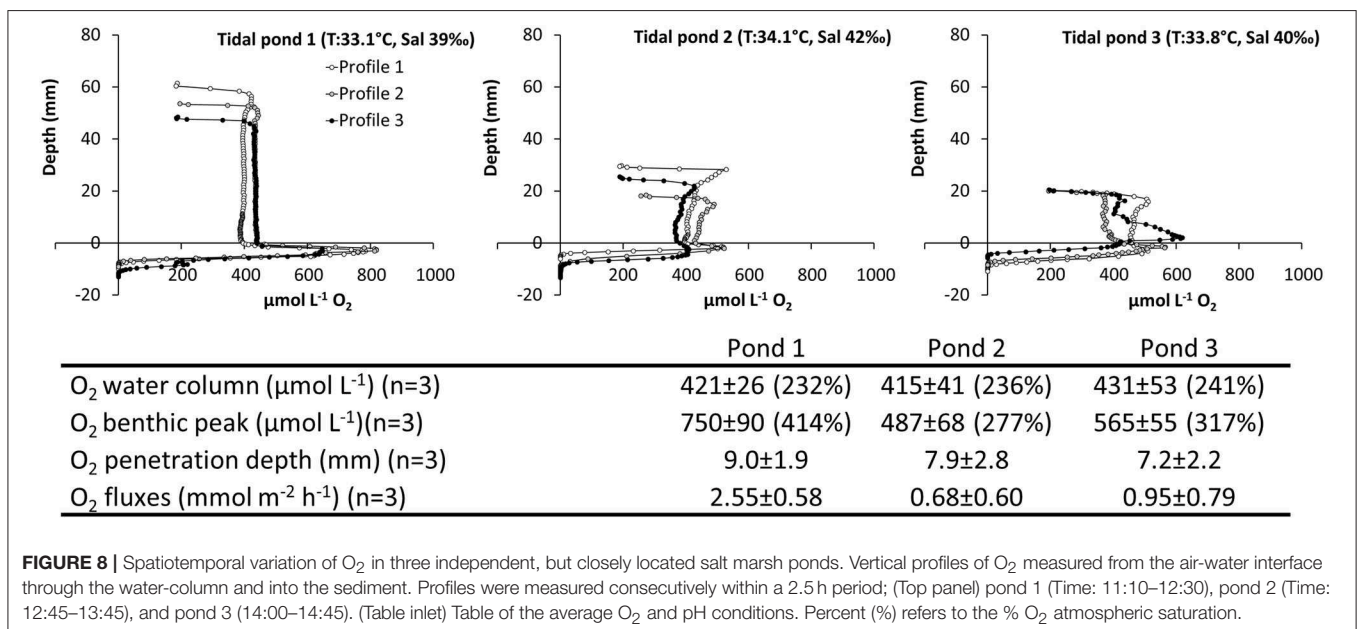 Tidal pond 1 (T:33.1°C, Sal 39‰)
Tidal pond 2 (T:34.1°C, Sal 42‰)
Tidal pond 3 (T:33.8°C, Sal 40‰)
Profile 1
Profile 2
Profile 3
Depth (mm)
80
60
40
20
0
-20
0 200 400 600 800 1000
µmol L⁻¹ O₂
Depth (mm)
80
60
40
20
0
-20
0 200 400 600 800 1000
µmol L⁻¹ O₂
Depth (mm)
80
60
40
20
0
-20
0 200 400 600 800 1000
µmol L⁻¹ O₂
Pond 1 Pond 2 Pond 3
O₂ water column (µmol L⁻¹) (n=3) 421±26 (232%) 415±41 (236%) 431±53 (241%)
O₂ benthic peak (µmol L⁻¹)(n=3) 750±90 (414%) 487±68 (277%) 565±55 (317%)
O₂ penetration depth (mm) (n=3) 9.0±1.9 7.9±2.8 7.2±2.2
O₂ fluxes (mmol m⁻² h⁻¹) (n=3) 2.55±0.58 0.68±0.60 0.95±0.79
FIGURE 8 | Spatiotemporal variation of O₂ in three independent, but closely located salt marsh ponds. Vertical profiles of O₂ measured from the air-water interface
through the water-column and into the sediment. Profiles were measured consecutively within a 2.5 h period; (Top panel) pond 1 (Time: 11:10–12:30), pond 2 (Time:
12:45–13:45), and pond 3 (14:00–14:45). (Table inlet) Table of the average O₂ and pH conditions. Percent (%) refers to the % O₂ atmospheric saturation.